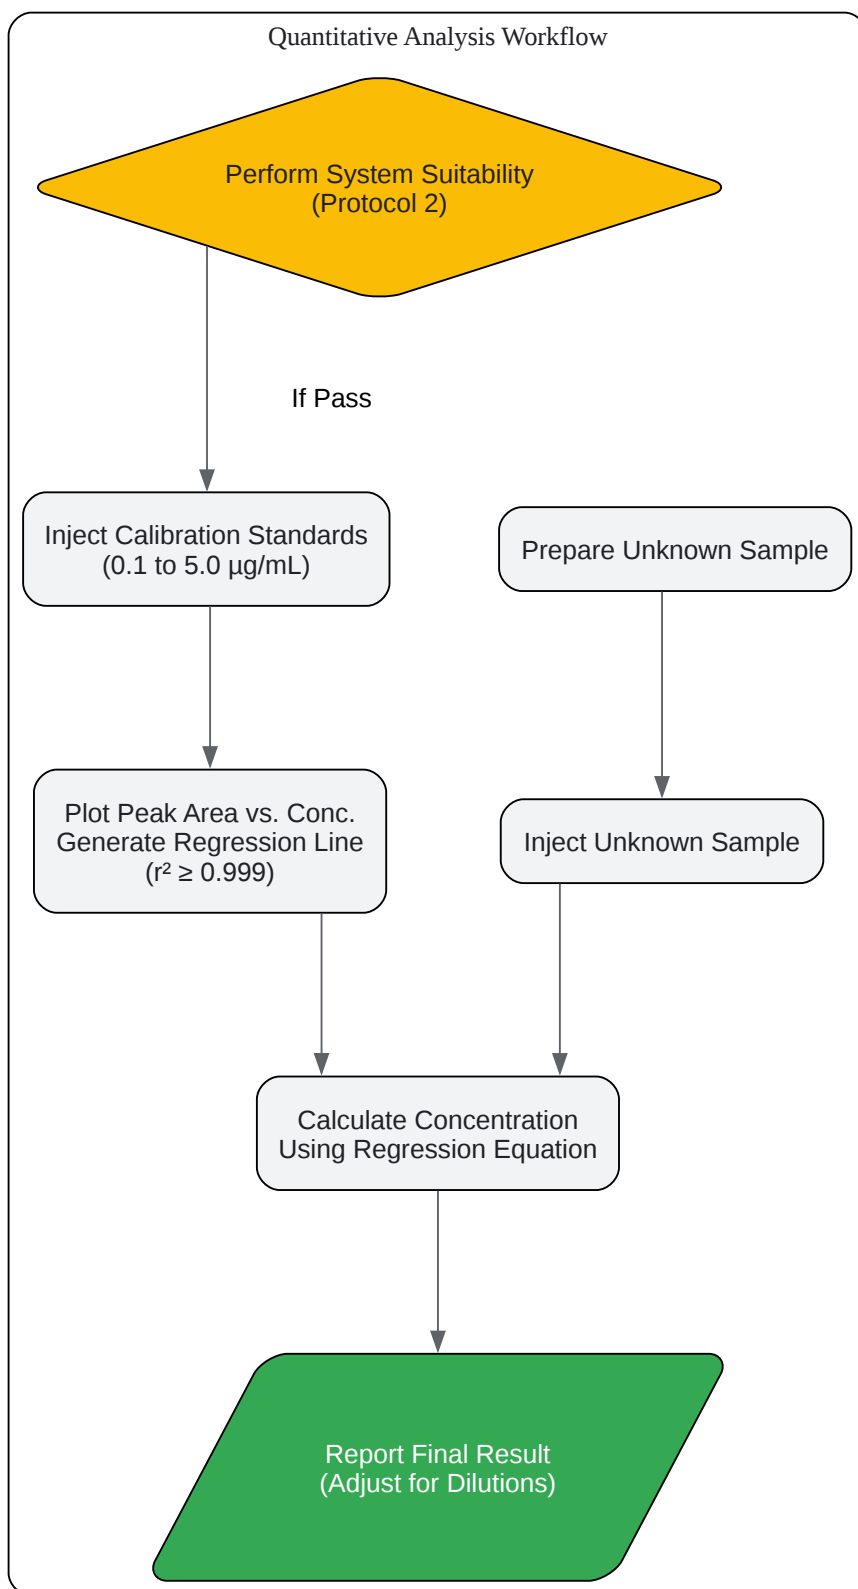 Quantitative Analysis Workflow
Perform System Suitability
(Protocol 2)
If Pass
Inject Calibration Standards
(0.1 to 5.0 µg/mL)
Prepare Unknown Sample
Plot Peak Area vs. Conc.
Generate Regression Line
(r² ≥ 0.999)
Inject Unknown Sample
Calculate Concentration
Using Regression Equation
Report Final Result
(Adjust for Dilutions)